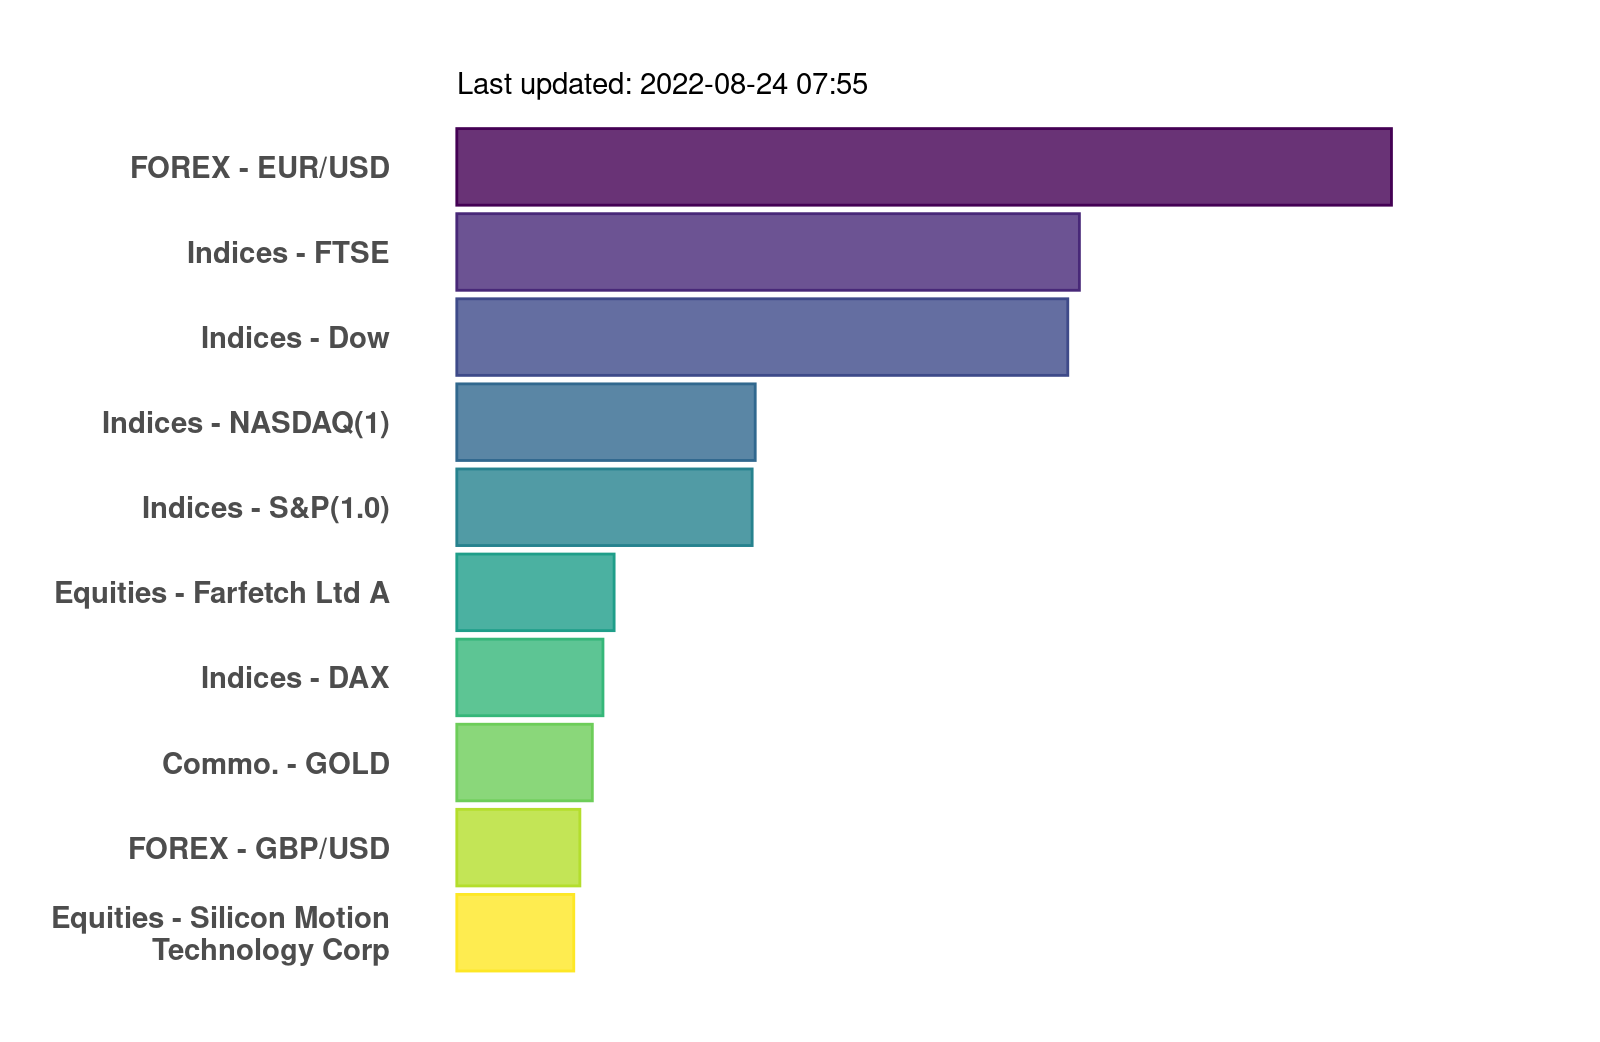 Last updated: 2022-08-24 07:55
FOREX - EUR/USD
Indices - FTSE
Indices - Dow
Indices - NASDAQ(1)
Indices - S&P(1.0)
Equities - Farfetch Ltd A
Indices - DAX
Commo. - GOLD
FOREX - GBP/USD
Equities - Silicon Motion
Technology Corp